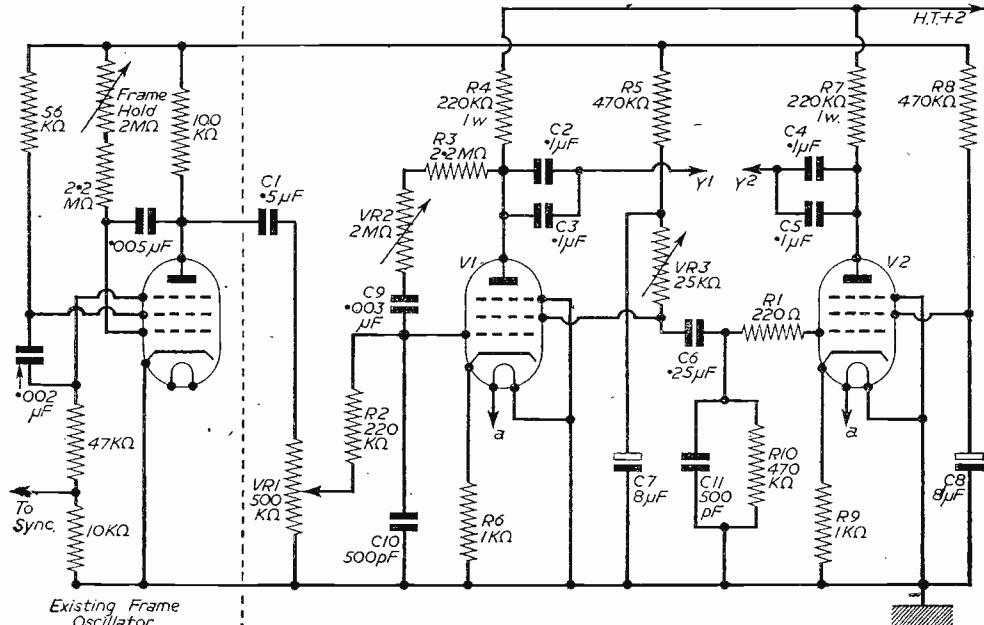 H.T.+2
56
KΩ
Frame
Hold
2MΩ
100
KΩ
R4
220KΩ
1w
R5
470KΩ
R7
220KΩ
1w.
R8
470KΩ
R3
2·2MΩ
C2
·1µF
C4
·1µF
2·2
MΩ
C1
·5µF
Y1
Y2
VR2
2MΩ
C3
·1µF
C5
·1µF
·005µF
V1
VR3
25KΩ
V2
C9
·003
µF
R1
220Ω
C6
·25µF
·002
µF
R2
220
KΩ
a
a
47KΩ
VR1
500
KΩ
C7
8µF
C11
500
pF
R10
470
KΩ
C8
8µF
To
Sync.
10KΩ
C10
500pF
R6
1KΩ
R9
1KΩ
Existing Frame
Oscillator